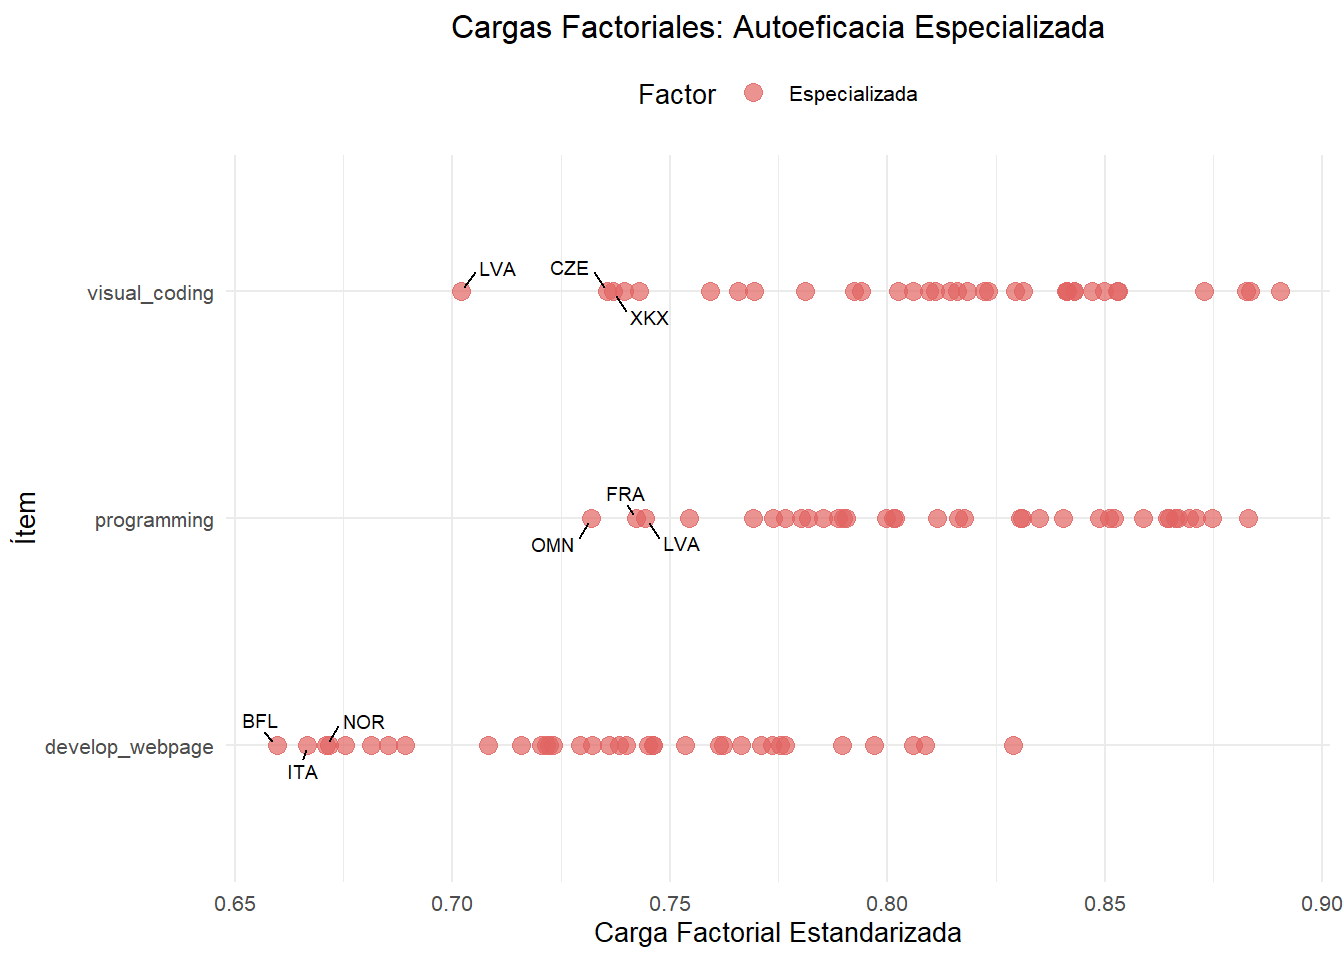 Cargas Factoriales: Autoeficacia Especializada
Factor Especializada
Ítem
visual_coding
LVA
CZE
XKX
programming
FRA
OMN
LVA
develop_webpage
BFL
NOR
ITA
0.65 0.70 0.75 0.80 0.85 0.90
Carga Factorial Estandarizada